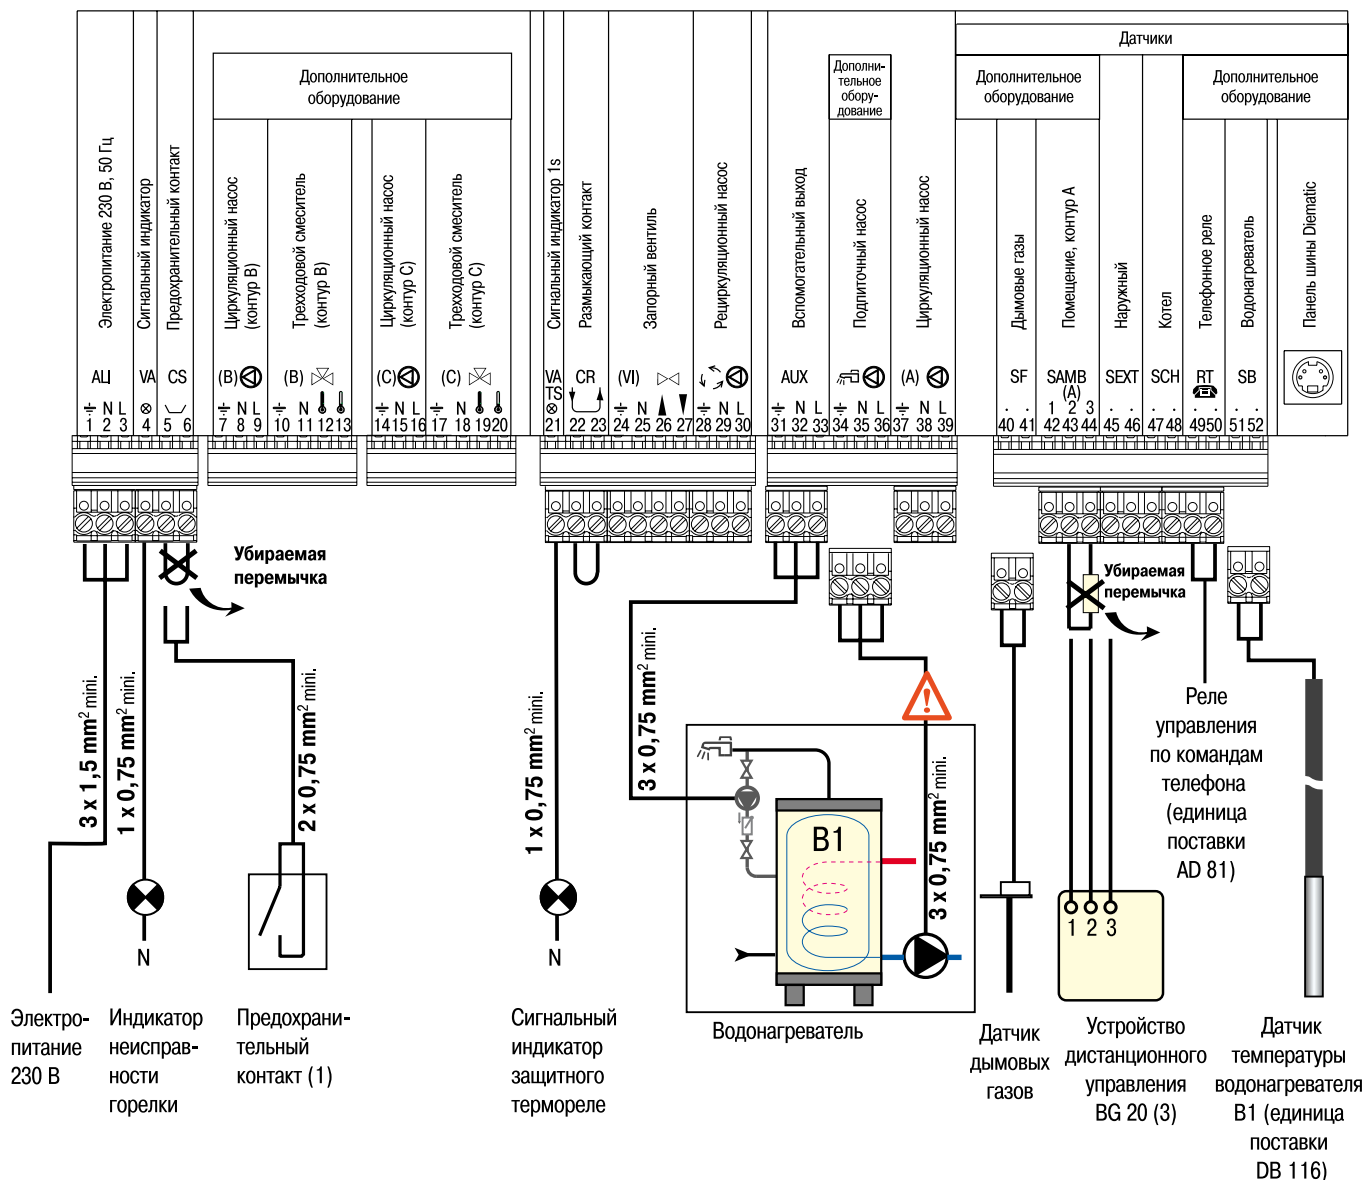 Датчики
Дополнительное
оборудование
Дополни-
тельное
обору-
дование
Дополнительное
оборудование
Дополнительное
оборудование
Электропитание 230 В, 50 Гц
Сигнальный индикатор
Предохранительный контакт
Циркуляционный насос
(контур B)
Трехходовой смеситель
(контур B)
Циркуляционный насос
(контур C)
Трехходовой смеситель
(контур C)
Сигнальный индикатор 1s
Размыкающий контакт
Запорный вентиль
Рециркуляционный насос
Вспомогательный выход
Подпиточный насос
Циркуляционный насос
Дымовые газы
Помещение, контур А
Наружный
Котел
Телефонное реле
Водонагреватель
Панель шины Diematic
ALI VA CS (B) (B) (C) (C) VA TS CR (VI) AUX (A) SF SAMB (A) SEXT SCH RT SB
N L N L N N L N N N L N L N L N L 1 2 3
1 2 3 4 5 6 7 8 9 10 11 12 13 14 15 16 17 18 19 20 21 22 23 24 25 26 27 28 29 30 31 32 33 34 35 36 37 38 39 40 41 42 43 44 45 46 47 48 49 50 51 52
Убираемая
перемычка
Убираемая
перемычка
3 x 1,5 mm² mini.
1 x 0,75 mm² mini.
2 x 0,75 mm² mini.
1 x 0,75 mm² mini.
3 x 0,75 mm² mini.
3 x 0,75 mm² mini.
B1
1 2 3
N
N
Реле
управления
по командам
телефона
(единица
поставки
AD 81)
Электро-
питание
230 В
Индикатор
неисправ-
ности
горелки
Предохрани-
тельный
контакт (1)
Сигнальный
индикатор
защитного
термореле
Водонагреватель
Датчик
дымовых
газов
Устройство
дистанционного
управления
BG 20 (3)
Датчик
температуры
водонагревателя
B1 (единица
поставки
DB 116)